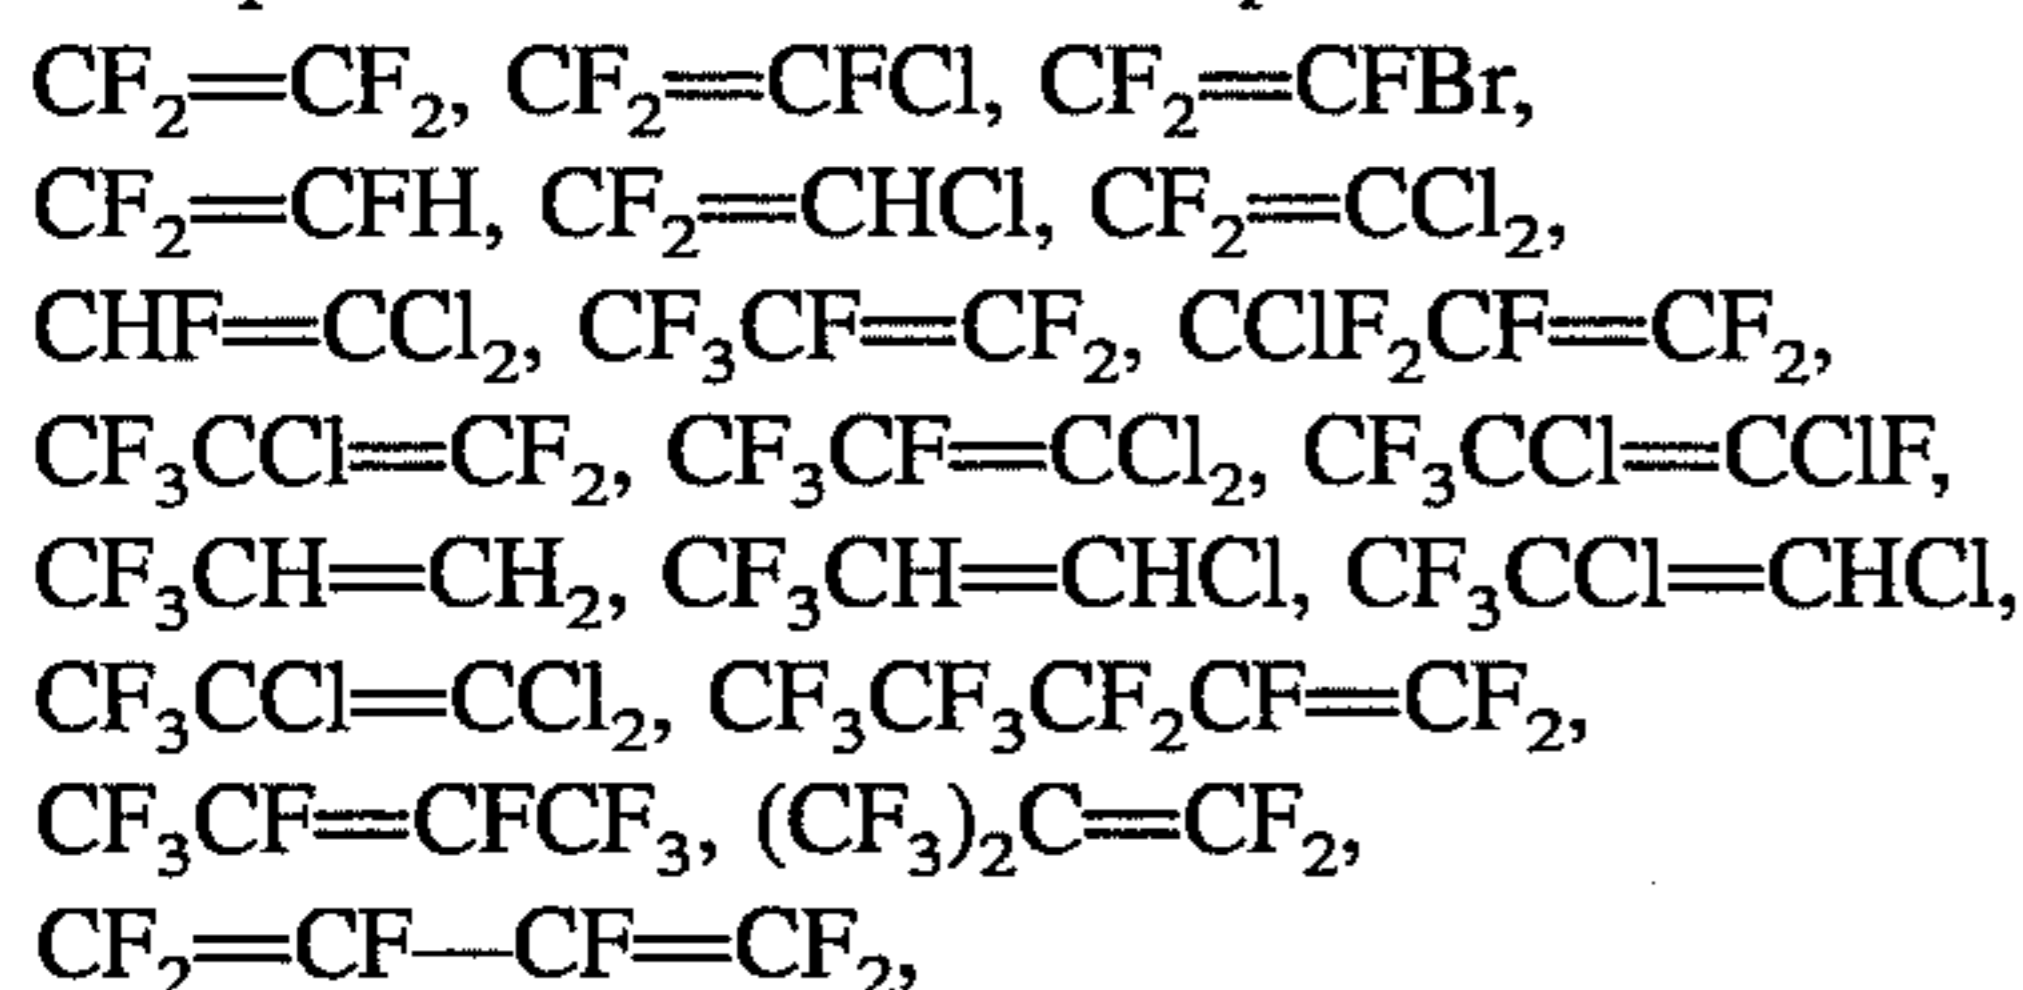 CF₂=CF₂, CF₂=CFCl, CF₂=CFBr,
CF₂=CFH, CF₂=CHCl, CF₂=CCl₂,
CHF=CCl₂, CF₃CF=CF₂, CClF₂CF=CF₂,
CF₃CCl=CF₂, CF₃CF=CCl₂, CF₃CCl=CClF,
CF₃CH=CH₂, CF₃CH=CHCl, CF₃CCl=CHCl,
CF₃CCl=CCl₂, CF₃CF₃CF₂CF=CF₂,
CF₃CF=CFCF₃, (CF₃)₂C=CF₂,
CF₂=CF—CF=CF₂,